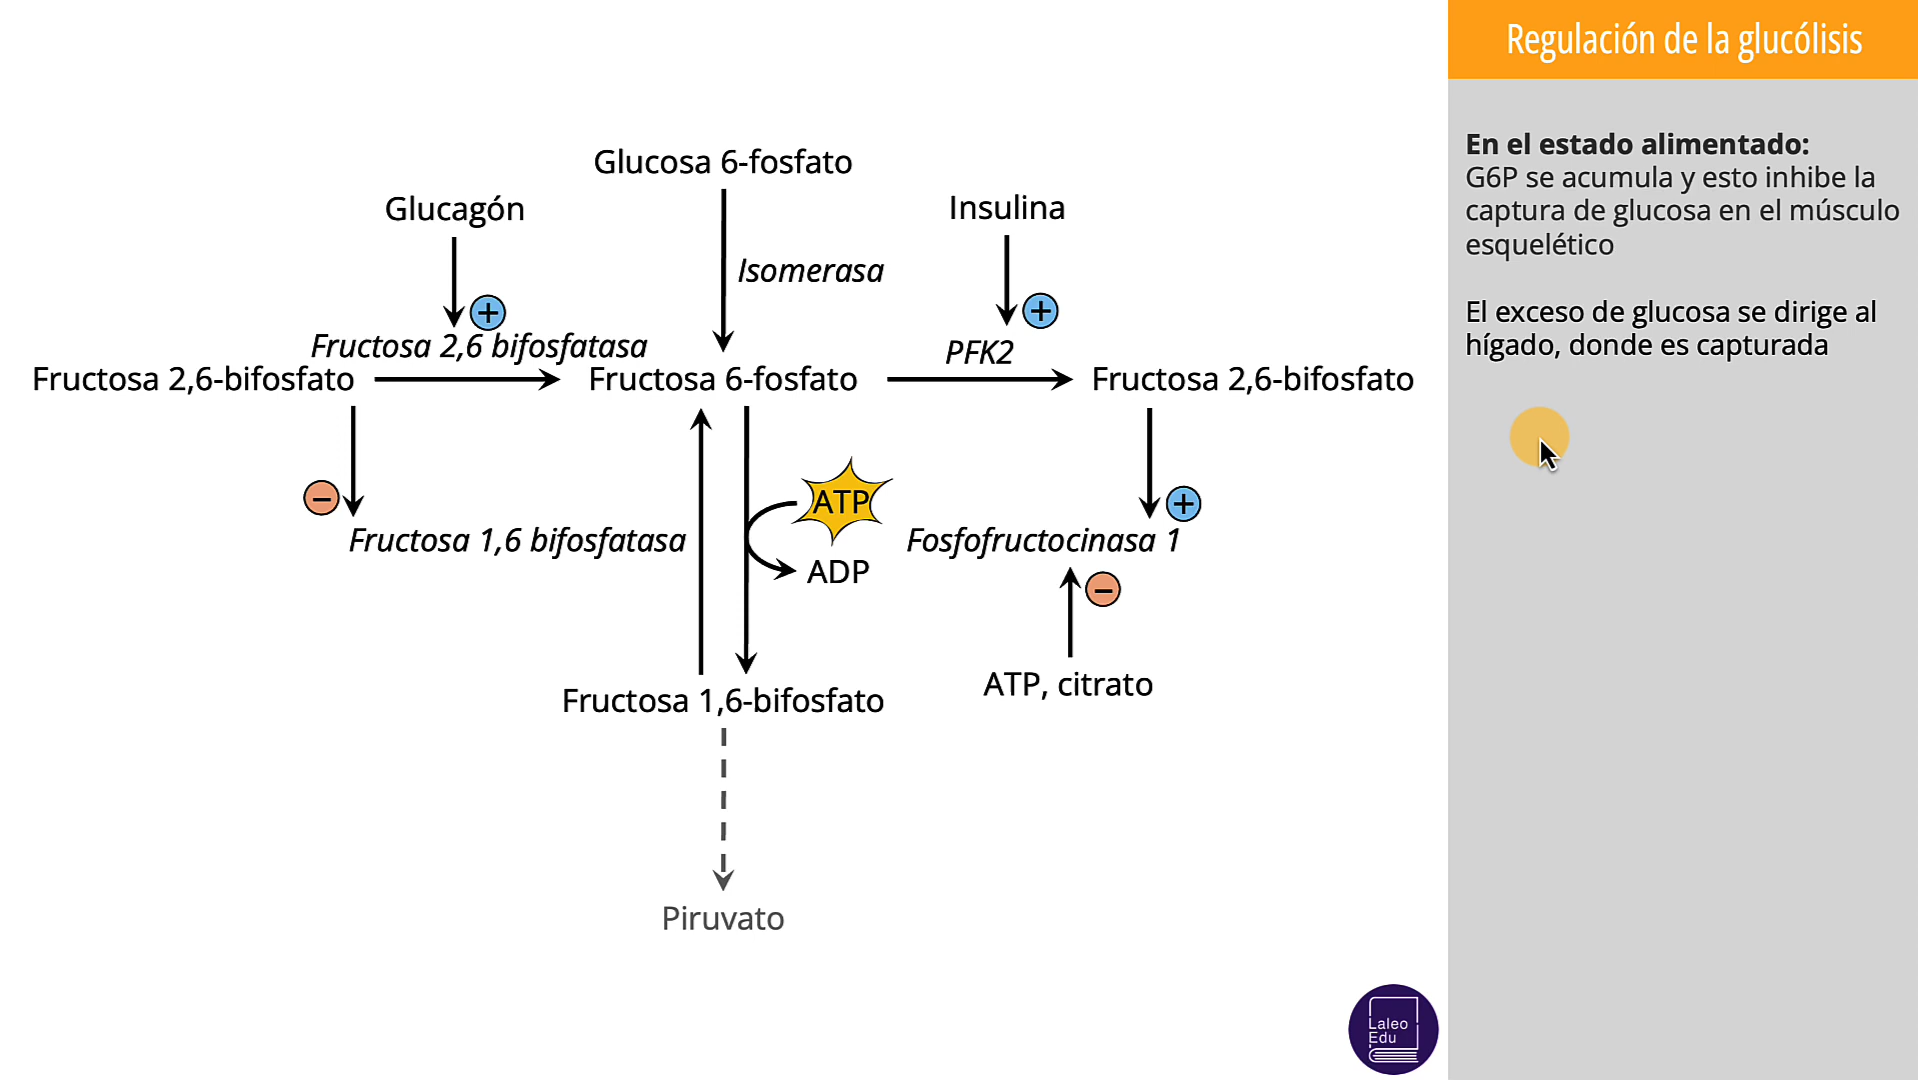 Regulación de la glucólisis
En el estado alimentado:
G6P se acumula y esto inhibe la
captura de glucosa en el músculo
esquelético
El exceso de glucosa se dirige al
hígado, donde es capturada
Glucosa 6-fosfato
Glucagón
Insulina
Isomerasa
+
+
Fructosa 2,6 bifosfatasa
PFK2
Fructosa 2,6-bifosfato
Fructosa 6-fosfato
Fructosa 2,6-bifosfato
−
ATP
+
Fructosa 1,6 bifosfatasa
Fosfofructocinasa 1
ADP
−
Fructosa 1,6-bifosfato
ATP, citrato
Piruvato
Laleo
Edu